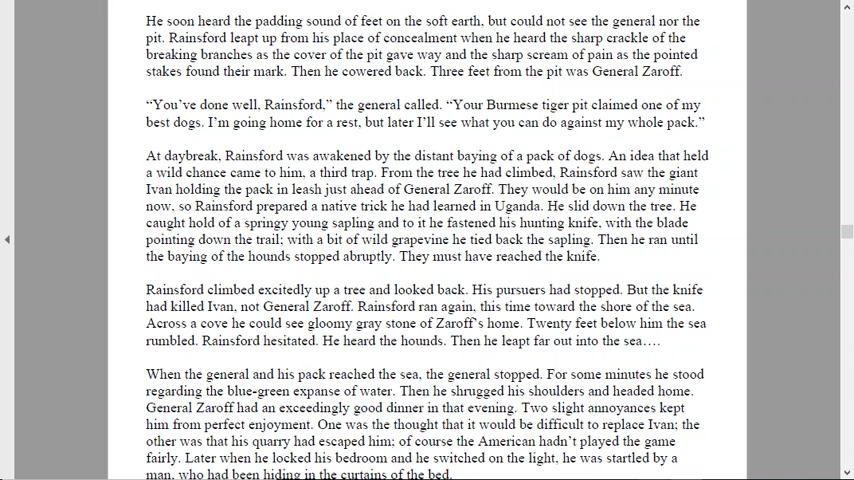 He soon heard the padding sound of feet on the soft earth, but could not see the general nor the
pit. Rainsford leapt up from his place of concealment when he heard the sharp crackle of the
breaking branches as the cover of the pit gave way and the sharp scream of pain as the pointed
stakes found their mark. Then he cowered back. Three feet from the pit was General Zaroff.
“You’ve done well, Rainsford,” the general called. “Your Burmese tiger pit claimed one of my
best dogs. I’m going home for a rest, but later I’ll see what you can do against my whole pack.”
At daybreak, Rainsford was awakened by the distant baying of a pack of dogs. An idea that held
a wild chance came to him, a third trap. From the tree he had climbed, Rainsford saw the giant
Ivan holding the pack in leash just ahead of General Zaroff. They would be on him any minute
now, so Rainsford prepared a native trick he had learned in Uganda. He slid down the tree. He
caught hold of a springy young sapling and to it he fastened his hunting knife, with the blade
pointing down the trail; with a bit of wild grapevine he tied back the sapling. Then he ran until
the baying of the hounds stopped abruptly. They must have reached the knife.
Rainsford climbed excitedly up a tree and looked back. His pursuers had stopped. But the knife
had killed Ivan, not General Zaroff. Rainsford ran again, this time toward the shore of the sea.
Across a cove he could see gloomy gray stone of Zaroff’s home. Twenty feet below him the sea
rumbled. Rainsford hesitated. He heard the hounds. Then he leapt far out into the sea….
When the general and his pack reached the sea, the general stopped. For some minutes he stood
regarding the blue-green expanse of water. Then he shrugged his shoulders and headed home.
General Zaroff had an exceedingly good dinner in that evening. Two slight annoyances kept
him from perfect enjoyment. One was the thought that it would be difficult to replace Ivan; the
other was that his quarry had escaped him; of course the American hadn’t played the game
fairly. Later when he locked his bedroom and he switched on the light, he was startled by a
man, who had been hiding in the curtains of the bed.